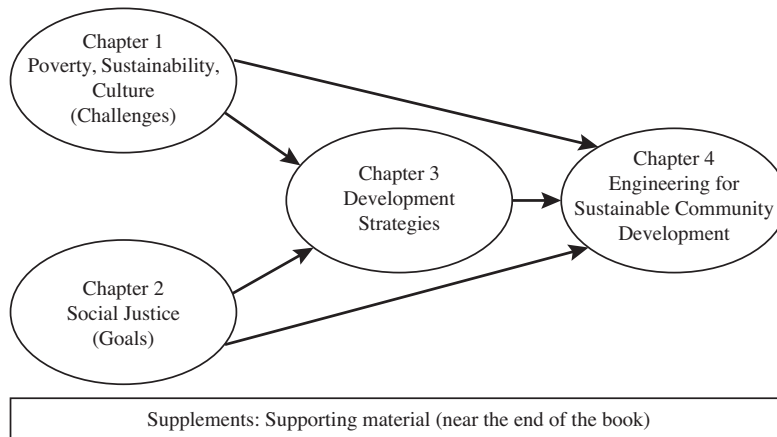 Chapter 1
Poverty, Sustainability,
Culture
(Challenges)
Chapter 3
Development
Strategies
Chapter 4
Engineering for
Sustainable Community
Development
Chapter 2
Social Justice
(Goals)
Supplements: Supporting material (near the end of the book)